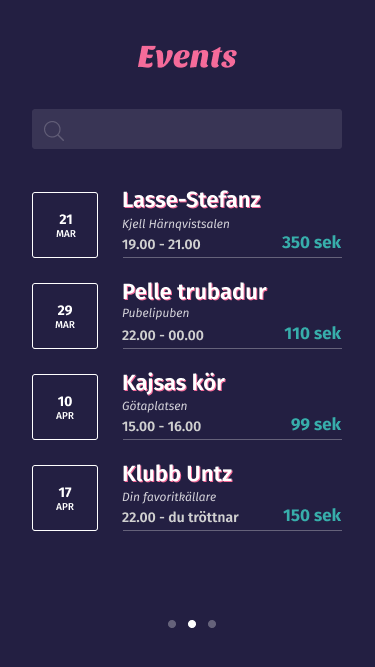 Events
21
MAR
Lasse-Stefanz
Kjell Härnqvistsalen
19.00 - 21.00
350 sek
29
MAR
Pelle trubadur
Pubelipuben
22.00 - 00.00
110 sek
10
APR
Kajsas kör
Götaplatsen
15.00 - 16.00
99 sek
17
APR
Klubb Untz
Din favoritkällare
22.00 - du tröttnar
150 sek